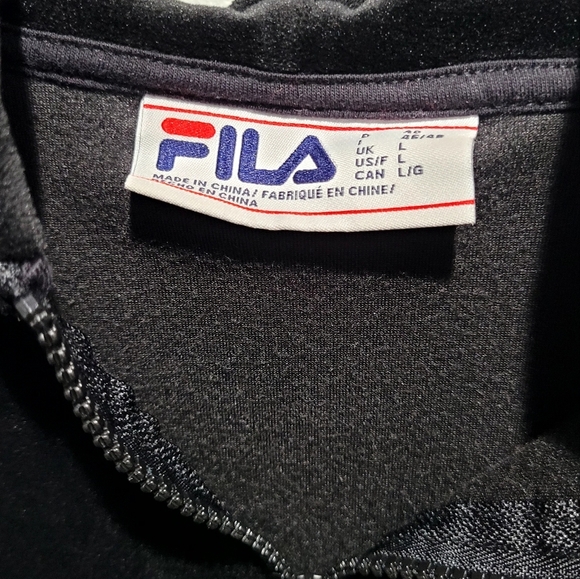 FILA
UK L
US/F L
CAN L/G
MADE IN CHINA/ FABRIQUÉ EN CHINE/
HECHO EN CHINA